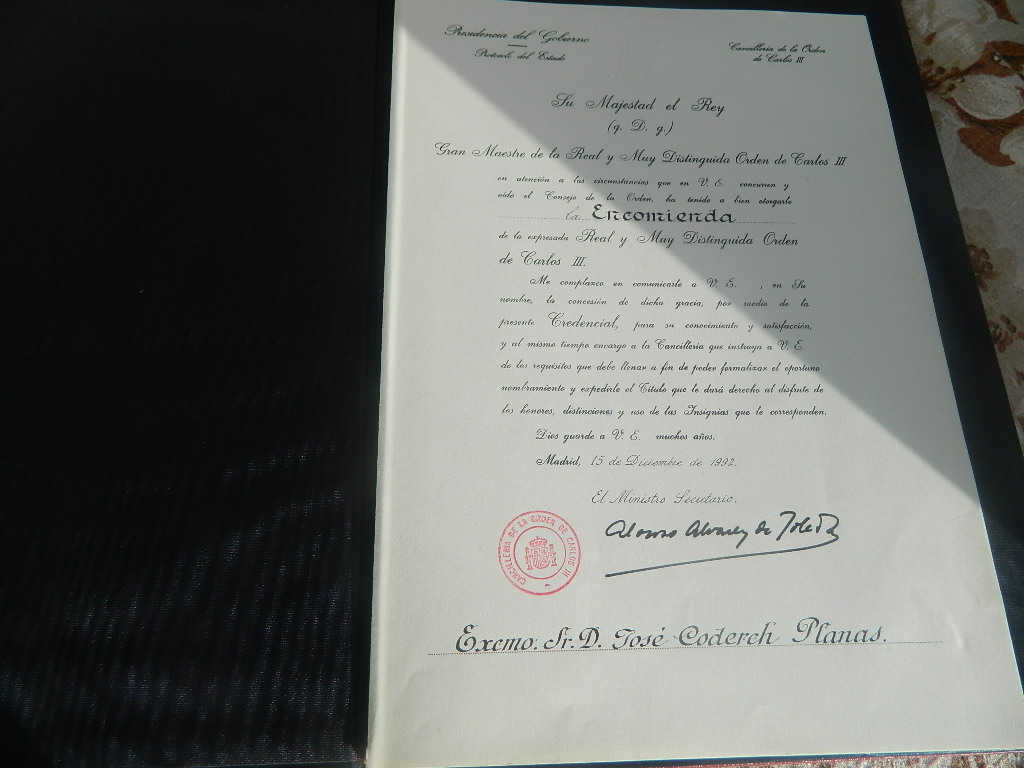 Presidencia del Gobierno
Protocolo del Estado
Cancillería de la Orden
de Carlos III
Su Majestad el Rey
(q. D. g.)
Gran Maestre de la Real y Muy Distinguida Orden de Carlos III
en atención a las circunstancias que en V. E. concurren y
oído el Consejo de la Orden, ha tenido a bien otorgarle
la Encomienda
de la expresada Real y Muy Distinguida Orden
de Carlos III.
Me complazco en comunicarle a V. E. , en Su
nombre, la concesión de dicha gracia, por medio de la
presente Credencial, para su conocimiento y satisfacción,
y al mismo tiempo encargo a la Cancillería que instruya a V. E.
de los requisitos que debe llenar a fin de poder formalizar el oportuno
nombramiento y expedirle el Título que le dará derecho al disfrute de
los honores, distinciones y uso de las Insignias que le corresponden.
Dios guarde a V. E. muchos años.
Madrid, 15 de Diciembre de 1992.
El Ministro Secretario.
Alonso Alvarez de Toledo
CANCILLERIA DE LA ORDEN DE CARLOS III
Excmo. Sr. D. José Coderch Planas.